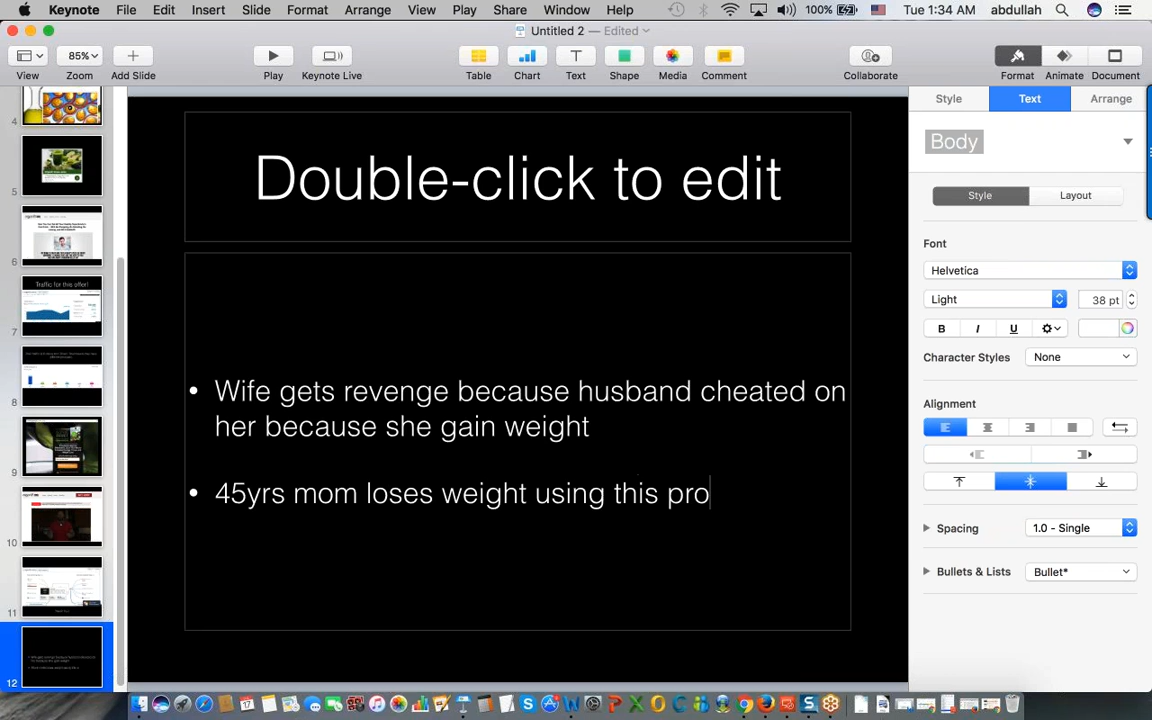 Keynote File Edit Insert Slide Format Arrange View Play Share Window Help 100% Tue 1:34 AM abdullah
Untitled 2 — Edited
85%
View Zoom Add Slide Play Keynote Live Table Chart Text Shape Media Comment Collaborate Format Animate Document
Style Text Arrange
Body
Style Layout
Font
Helvetica
Light 38 pt
B I U
Character Styles None
Alignment
Spacing 1.0 - Single
Bullets & Lists Bullet*
4
5
6
Traffic for this offer!
7
8
9
10
11
12
Double-click to edit
• Wife gets revenge because husband cheated on
her because she gain weight
• 45yrs mom loses weight using this pro